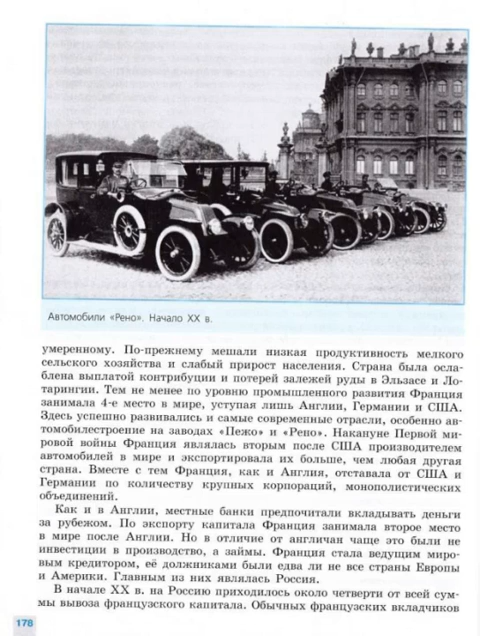 Автомобили «Рено». Начало XX в.
умеренному. По-прежнему мешали низкая продуктивность мелкого
сельского хозяйства и слабый прирост населения. Страна была осла-
блена выплатой контрибуции и потерей залежей руды в Эльзасе и Ло-
тарингии. Тем не менее по уровню промышленного развития Франция
занимала 4-е место в мире, уступая лишь Англии, Германии и США.
Здесь успешно развивались и самые современные отрасли, особенно ав-
томобилестроение на заводах «Пежо» и «Рено». Накануне Первой ми-
ровой войны Франция являлась вторым после США производителем
автомобилей в мире и экспортировала их больше, чем любая другая
страна. Вместе с тем Франция, как и Англия, отставала от США и
Германии по количеству крупных корпораций, монополистических
объединений.
Как и в Англии, местные банки предпочитали вкладывать деньги
за рубежом. По экспорту капитала Франция занимала второе место
в мире после Англии. Но в отличие от англичан чаще это были не
инвестиции в производство, а займы. Франция стала ведущим миро-
вым кредитором, её должниками были едва ли не все страны Европы
и Америки. Главным из них являлась Россия.
В начале XX в. на Россию приходилось около четверти от всей сум-
мы вывоза французского капитала. Обычных французских вкладчиков
178